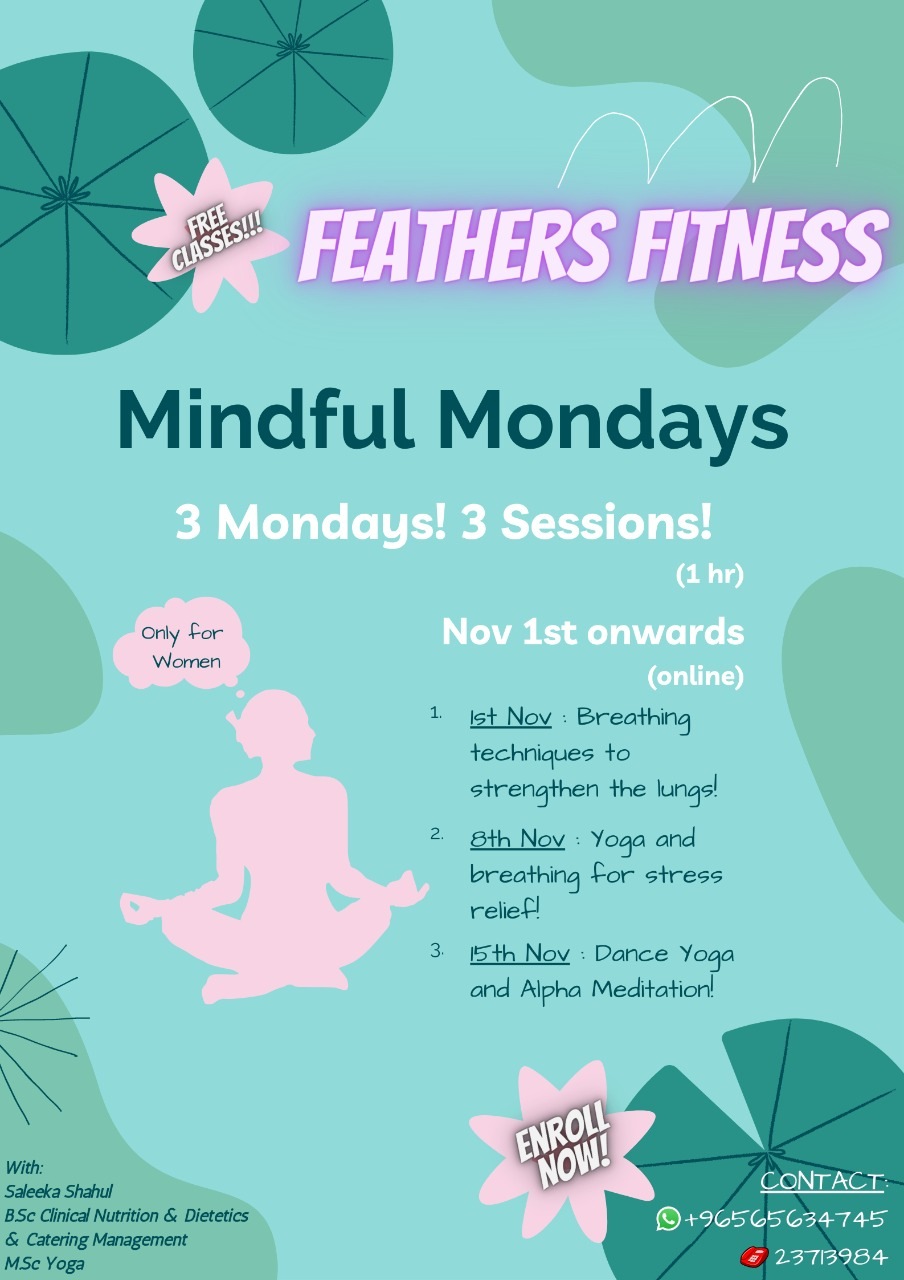 FREE
CLASSES!!!
FEATHERS FITNESS
Mindful Mondays
3 Mondays! 3 Sessions!
(1 hr)
Nov 1st onwards
(online)
Only for
Women
1. 1st Nov : Breathing
techniques to
strengthen the lungs!
2. 8th Nov : Yoga and
breathing for stress
relief!
3. 15th Nov : Dance Yoga
and Alpha Meditation!
ENROLL
NOW!
With:
Saleeka Shahul
B.Sc Clinical Nutrition & Dietetics
& Catering Management
M.Sc Yoga
CONTACT:
+96565634745
23713984